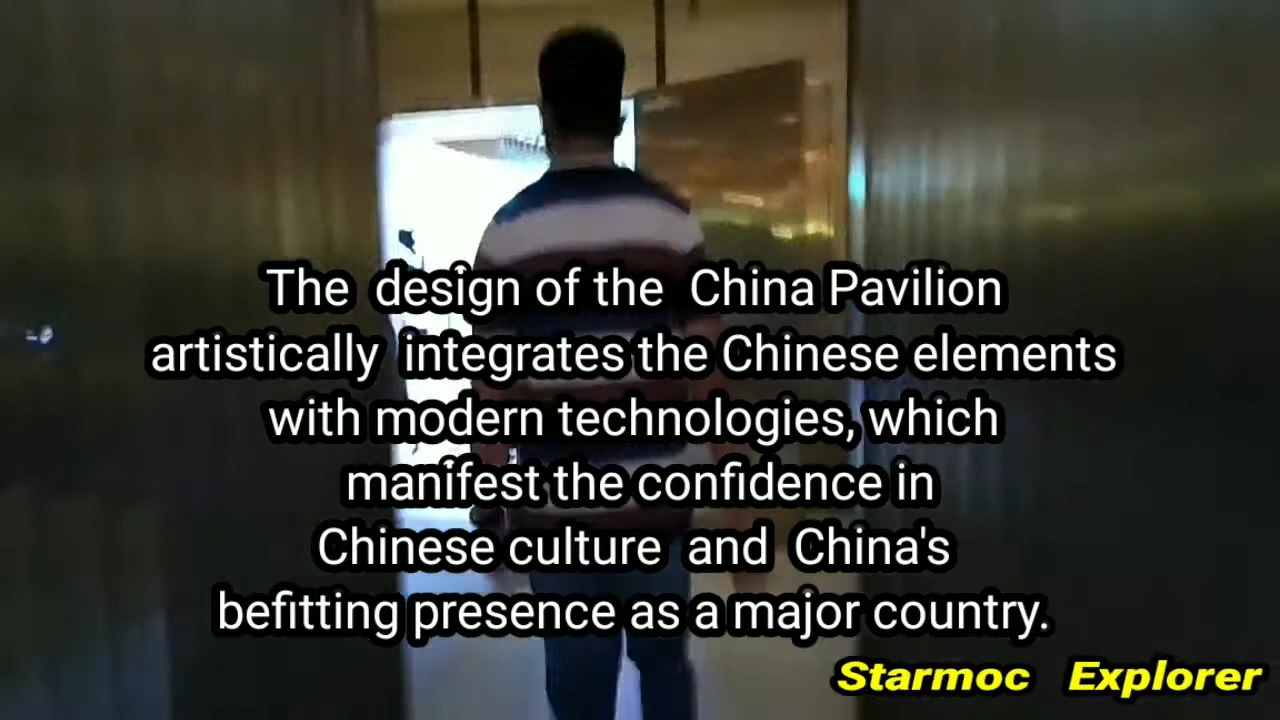 The design of the China Pavilion
artistically integrates the Chinese elements
with modern technologies, which
manifest the confidence in
Chinese culture and China's
befitting presence as a major country.
Starmoc Explorer